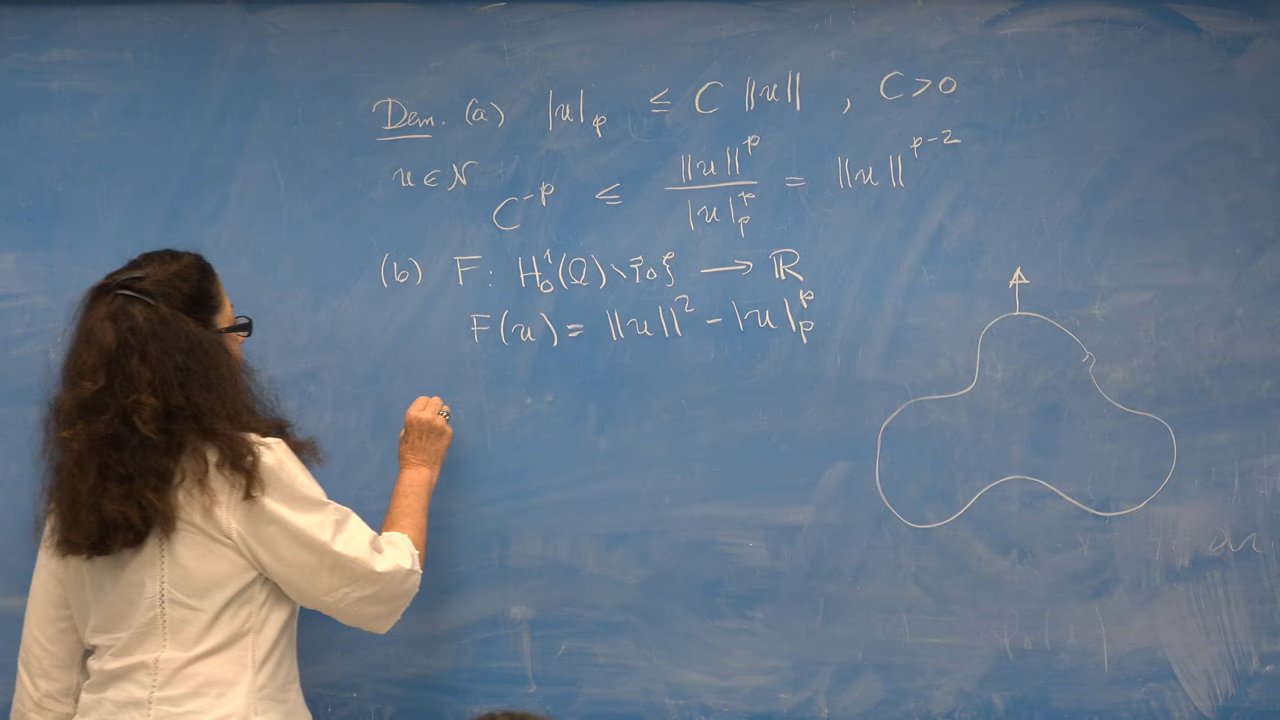 Dem. (a) |u|_p ≤ C ||u|| , C>0
u ∈ N C^{-p} ≤ ||u||^p / |u|_p^p = ||u||^{p-2}
(b) F: H_0^1(Ω)∖{0} ⟶ ℝ
F(u) = ||u||^2 - |u|_p^p